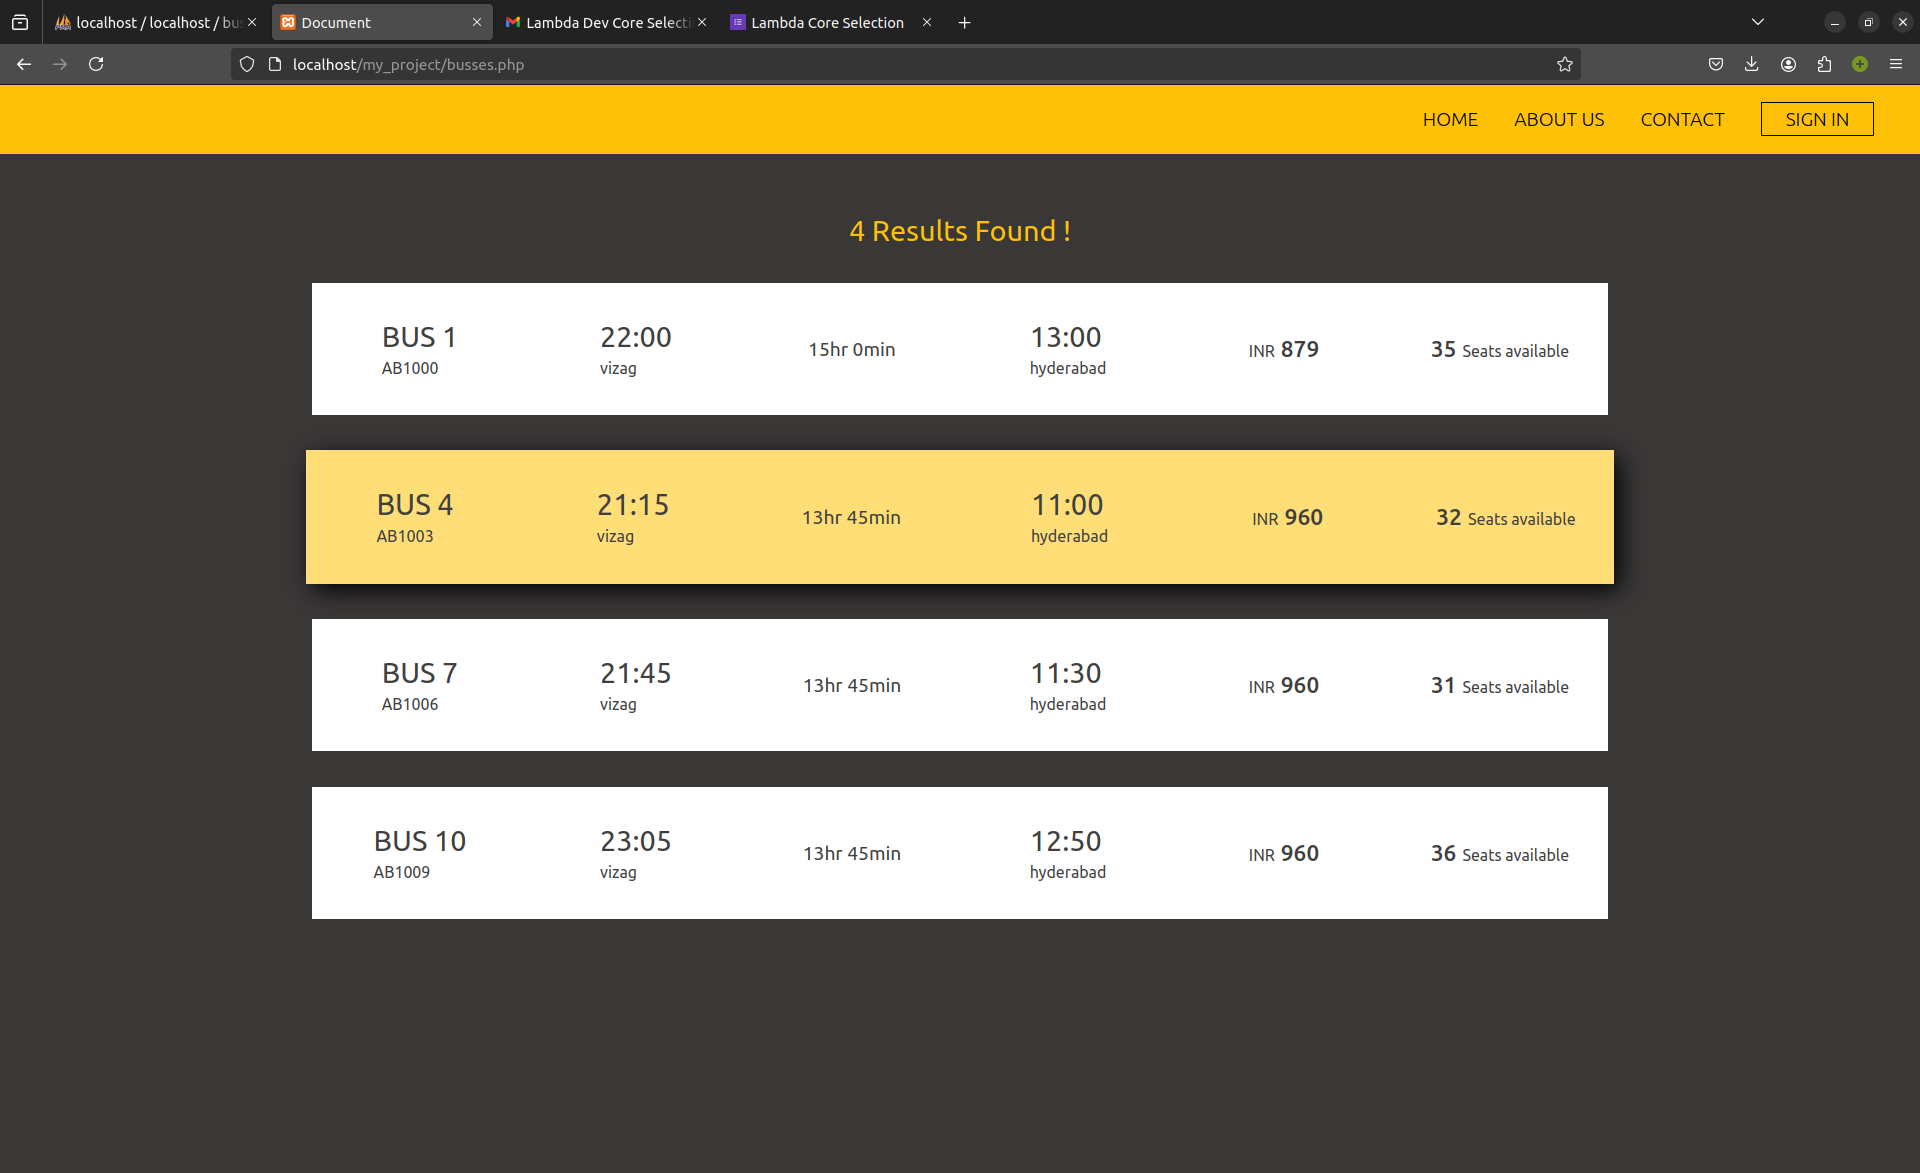 localhost / localhost / bus
Document
Lambda Dev Core Selecti
Lambda Core Selection
localhost/my_project/busses.php
HOME ABOUT US CONTACT SIGN IN
4 Results Found !
BUS 1 22:00 15hr 0min 13:00 INR 879 35 Seats available
AB1000 vizag hyderabad
BUS 4 21:15 13hr 45min 11:00 INR 960 32 Seats available
AB1003 vizag hyderabad
BUS 7 21:45 13hr 45min 11:30 INR 960 31 Seats available
AB1006 vizag hyderabad
BUS 10 23:05 13hr 45min 12:50 INR 960 36 Seats available
AB1009 vizag hyderabad